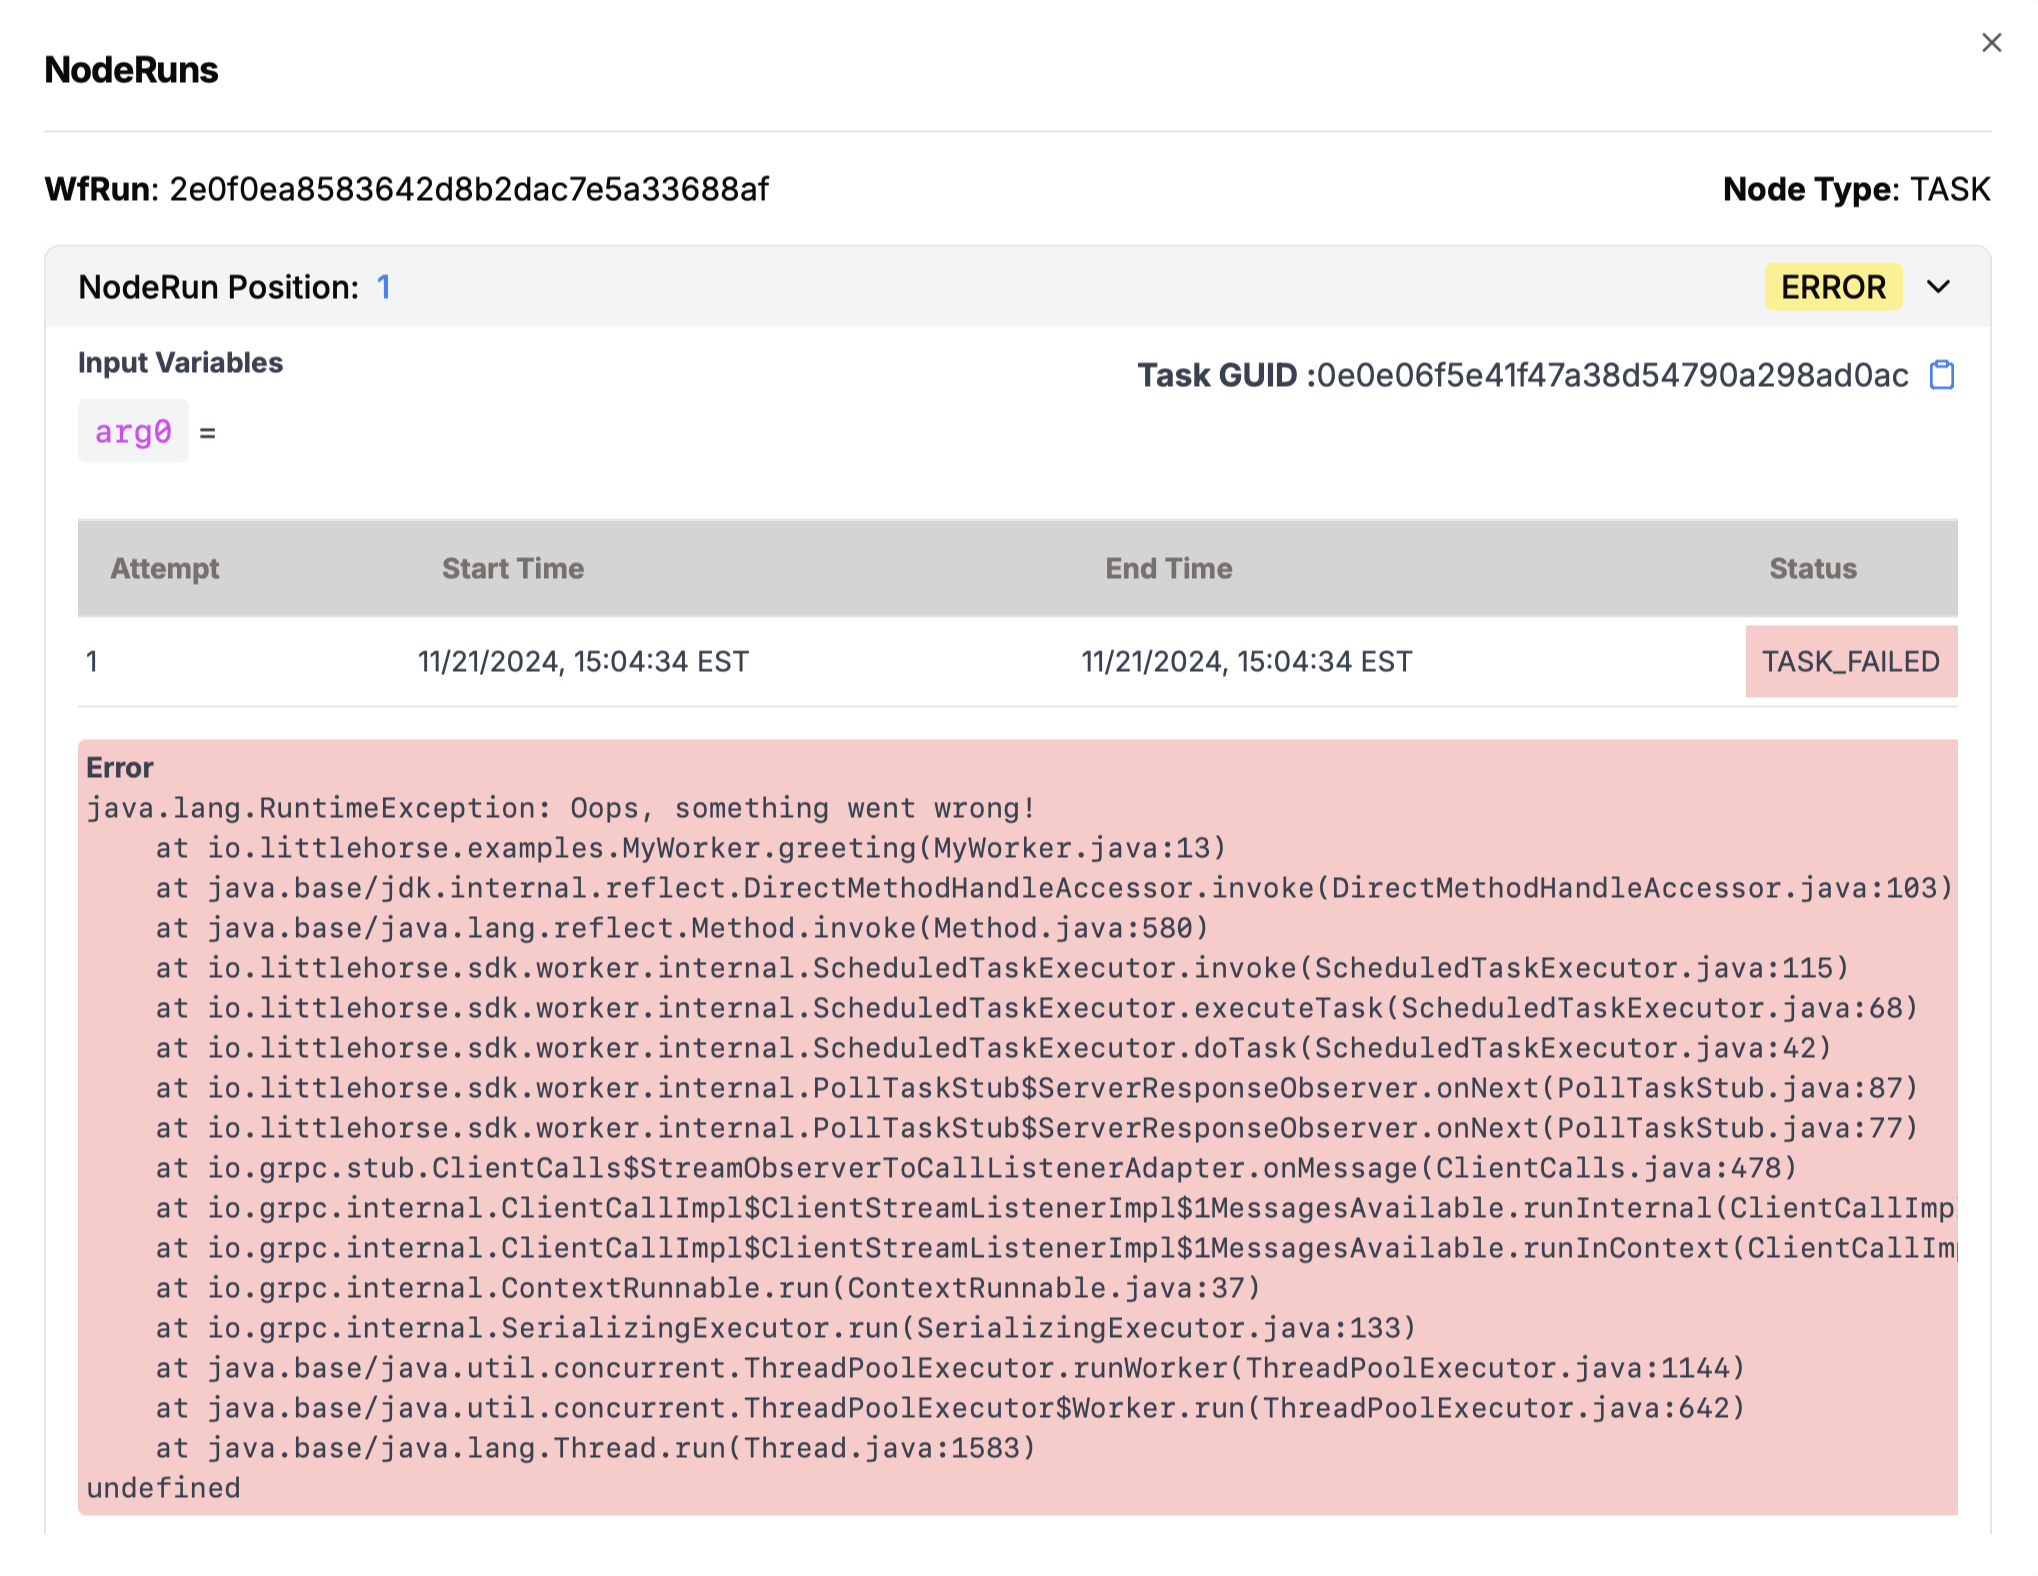 NodeRuns
WfRun: 2e0f0ea8583642d8b2dac7e5a33688af
Node Type: TASK
NodeRun Position: 1
ERROR
Input Variables
Task GUID :0e0e06f5e41f47a38d54790a298ad0ac
arg0 =
Attempt Start Time End Time Status
1 11/21/2024, 15:04:34 EST 11/21/2024, 15:04:34 EST TASK_FAILED
Error
java.lang.RuntimeException: Oops, something went wrong!
at io.littlehorse.examples.MyWorker.greeting(MyWorker.java:13)
at java.base/jdk.internal.reflect.DirectMethodHandleAccessor.invoke(DirectMethodHandleAccessor.java:103)
at java.base/java.lang.reflect.Method.invoke(Method.java:580)
at io.littlehorse.sdk.worker.internal.ScheduledTaskExecutor.invoke(ScheduledTaskExecutor.java:115)
at io.littlehorse.sdk.worker.internal.ScheduledTaskExecutor.executeTask(ScheduledTaskExecutor.java:68)
at io.littlehorse.sdk.worker.internal.ScheduledTaskExecutor.doTask(ScheduledTaskExecutor.java:42)
at io.littlehorse.sdk.worker.internal.PollTaskStub$ServerResponseObserver.onNext(PollTaskStub.java:87)
at io.littlehorse.sdk.worker.internal.PollTaskStub$ServerResponseObserver.onNext(PollTaskStub.java:77)
at io.grpc.stub.ClientCalls$StreamObserverToCallListenerAdapter.onMessage(ClientCalls.java:478)
at io.grpc.internal.ClientCallImpl$ClientStreamListenerImpl$1MessagesAvailable.runInternal(ClientCallImpl
at io.grpc.internal.ClientCallImpl$ClientStreamListenerImpl$1MessagesAvailable.runInContext(ClientCallImp
at io.grpc.internal.ContextRunnable.run(ContextRunnable.java:37)
at io.grpc.internal.SerializingExecutor.run(SerializingExecutor.java:133)
at java.base/java.util.concurrent.ThreadPoolExecutor.runWorker(ThreadPoolExecutor.java:1144)
at java.base/java.util.concurrent.ThreadPoolExecutor$Worker.run(ThreadPoolExecutor.java:642)
at java.base/java.lang.Thread.run(Thread.java:1583)
undefined